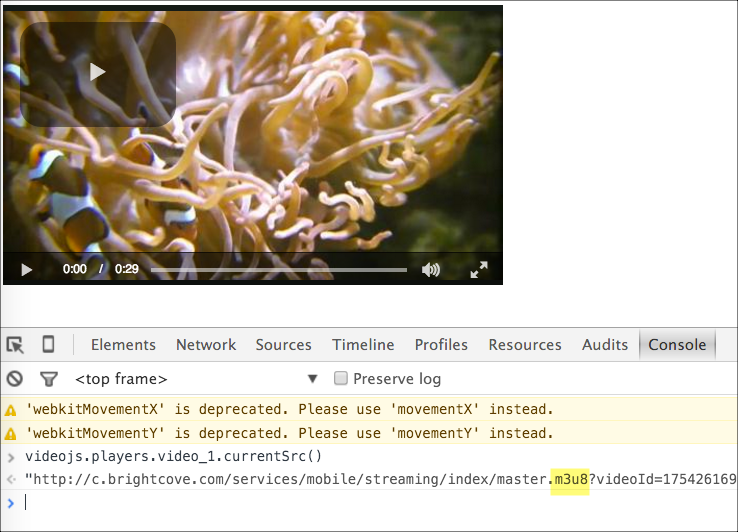 0:00 / 0:29
Elements Network Sources Timeline Profiles Resources Audits Console
<top frame> Preserve log
'webkitMovementX' is deprecated. Please use 'movementX' instead.
'webkitMovementY' is deprecated. Please use 'movementY' instead.
videojs.players.video_1.currentSrc()
"http://c.brightcove.com/services/mobile/streaming/index/master.m3u8?videoId=175426169